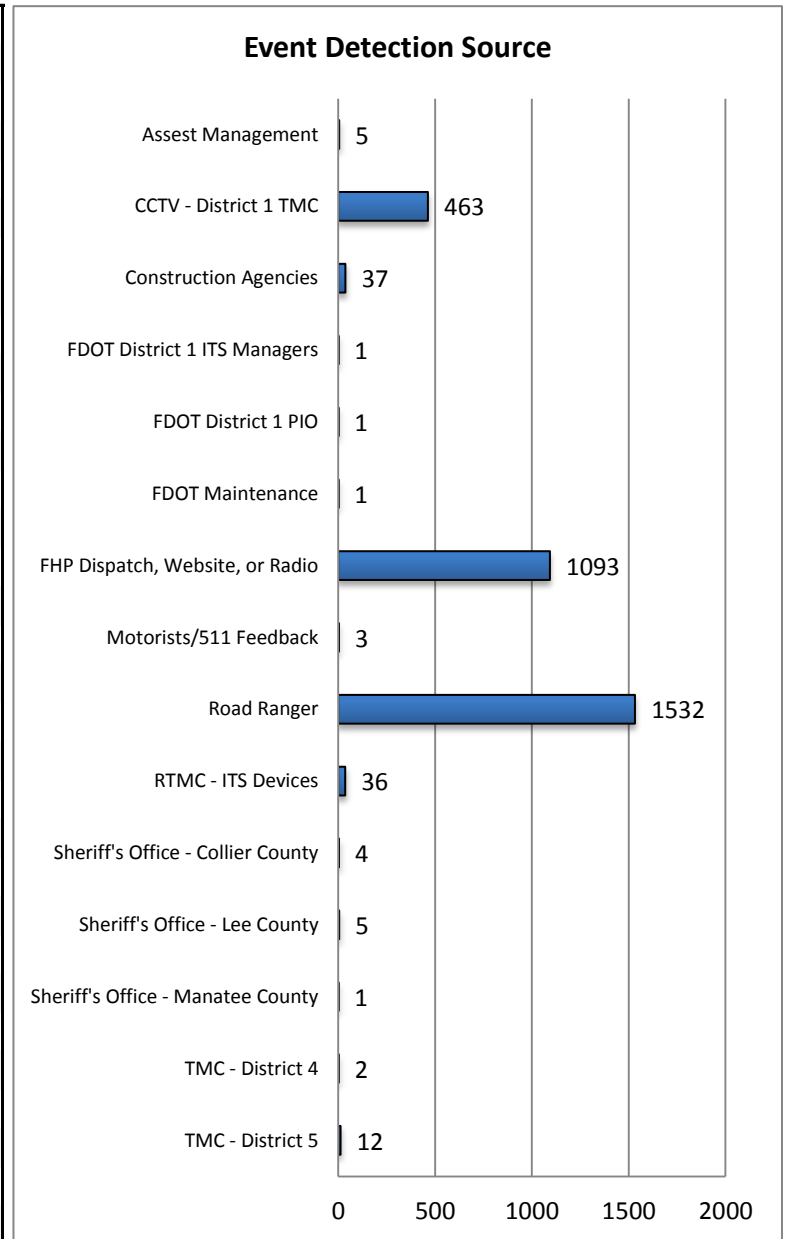 Event Detection Source
Assest Management 5
CCTV - District 1 TMC 463
Construction Agencies 37
FDOT District 1 ITS Managers 1
FDOT District 1 PIO 1
FDOT Maintenance 1
FHP Dispatch, Website, or Radio 1093
Motorists/511 Feedback 3
Road Ranger 1532
RTMC - ITS Devices 36
Sheriff's Office - Collier County 4
Sheriff's Office - Lee County 5
Sheriff's Office - Manatee County 1
TMC - District 4 2
TMC - District 5 12
0 500 1000 1500 2000